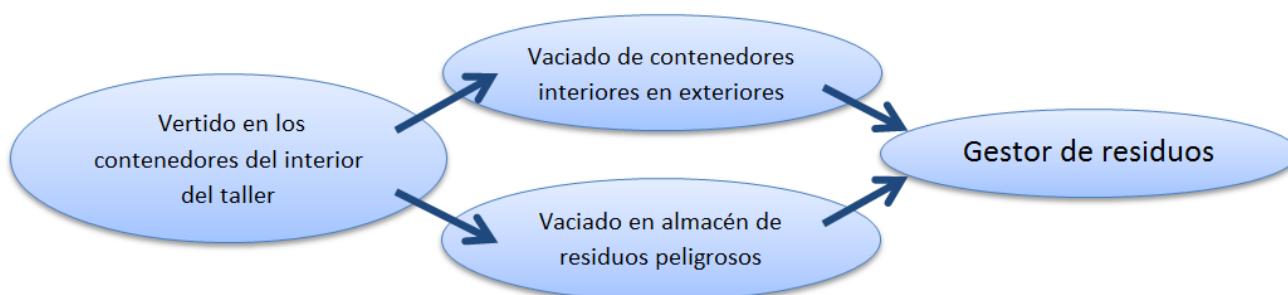 Vertido en los
contenedores del interior
del taller
Vaciado de contenedores
interiores en exteriores
Vaciado en almacén de
residuos peligrosos
Gestor de residuos